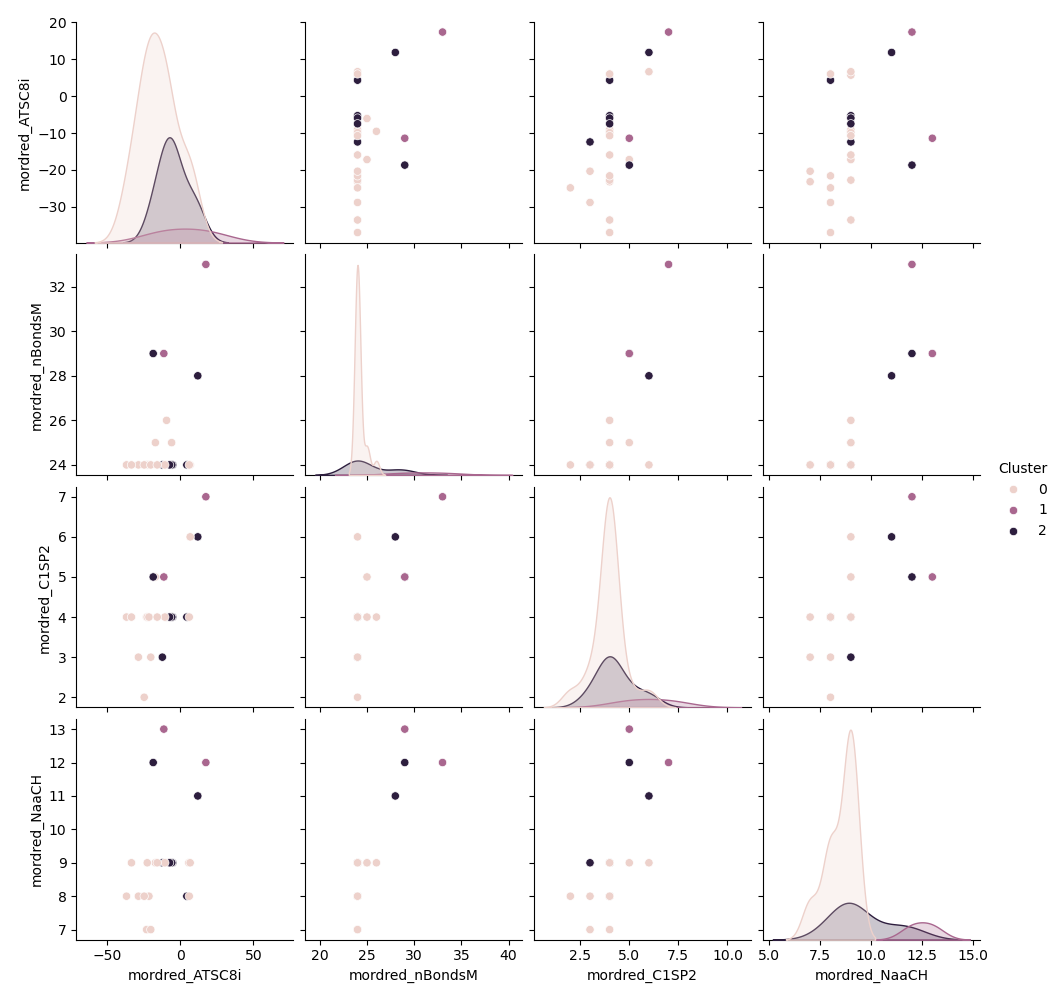 20
10
0
−10
−20
−30
mordred_ATSC8i
32
30
28
26
24
mordred_nBondsM
7
6
5
4
3
2
mordred_C1SP2
13
12
11
10
9
8
7
mordred_NaaCH
−50 0 50
mordred_ATSC8i
20 25 30 35 40
mordred_nBondsM
2.5 5.0 7.5 10.0
mordred_C1SP2
5.0 7.5 10.0 12.5 15.0
mordred_NaaCH
Cluster
0
1
2